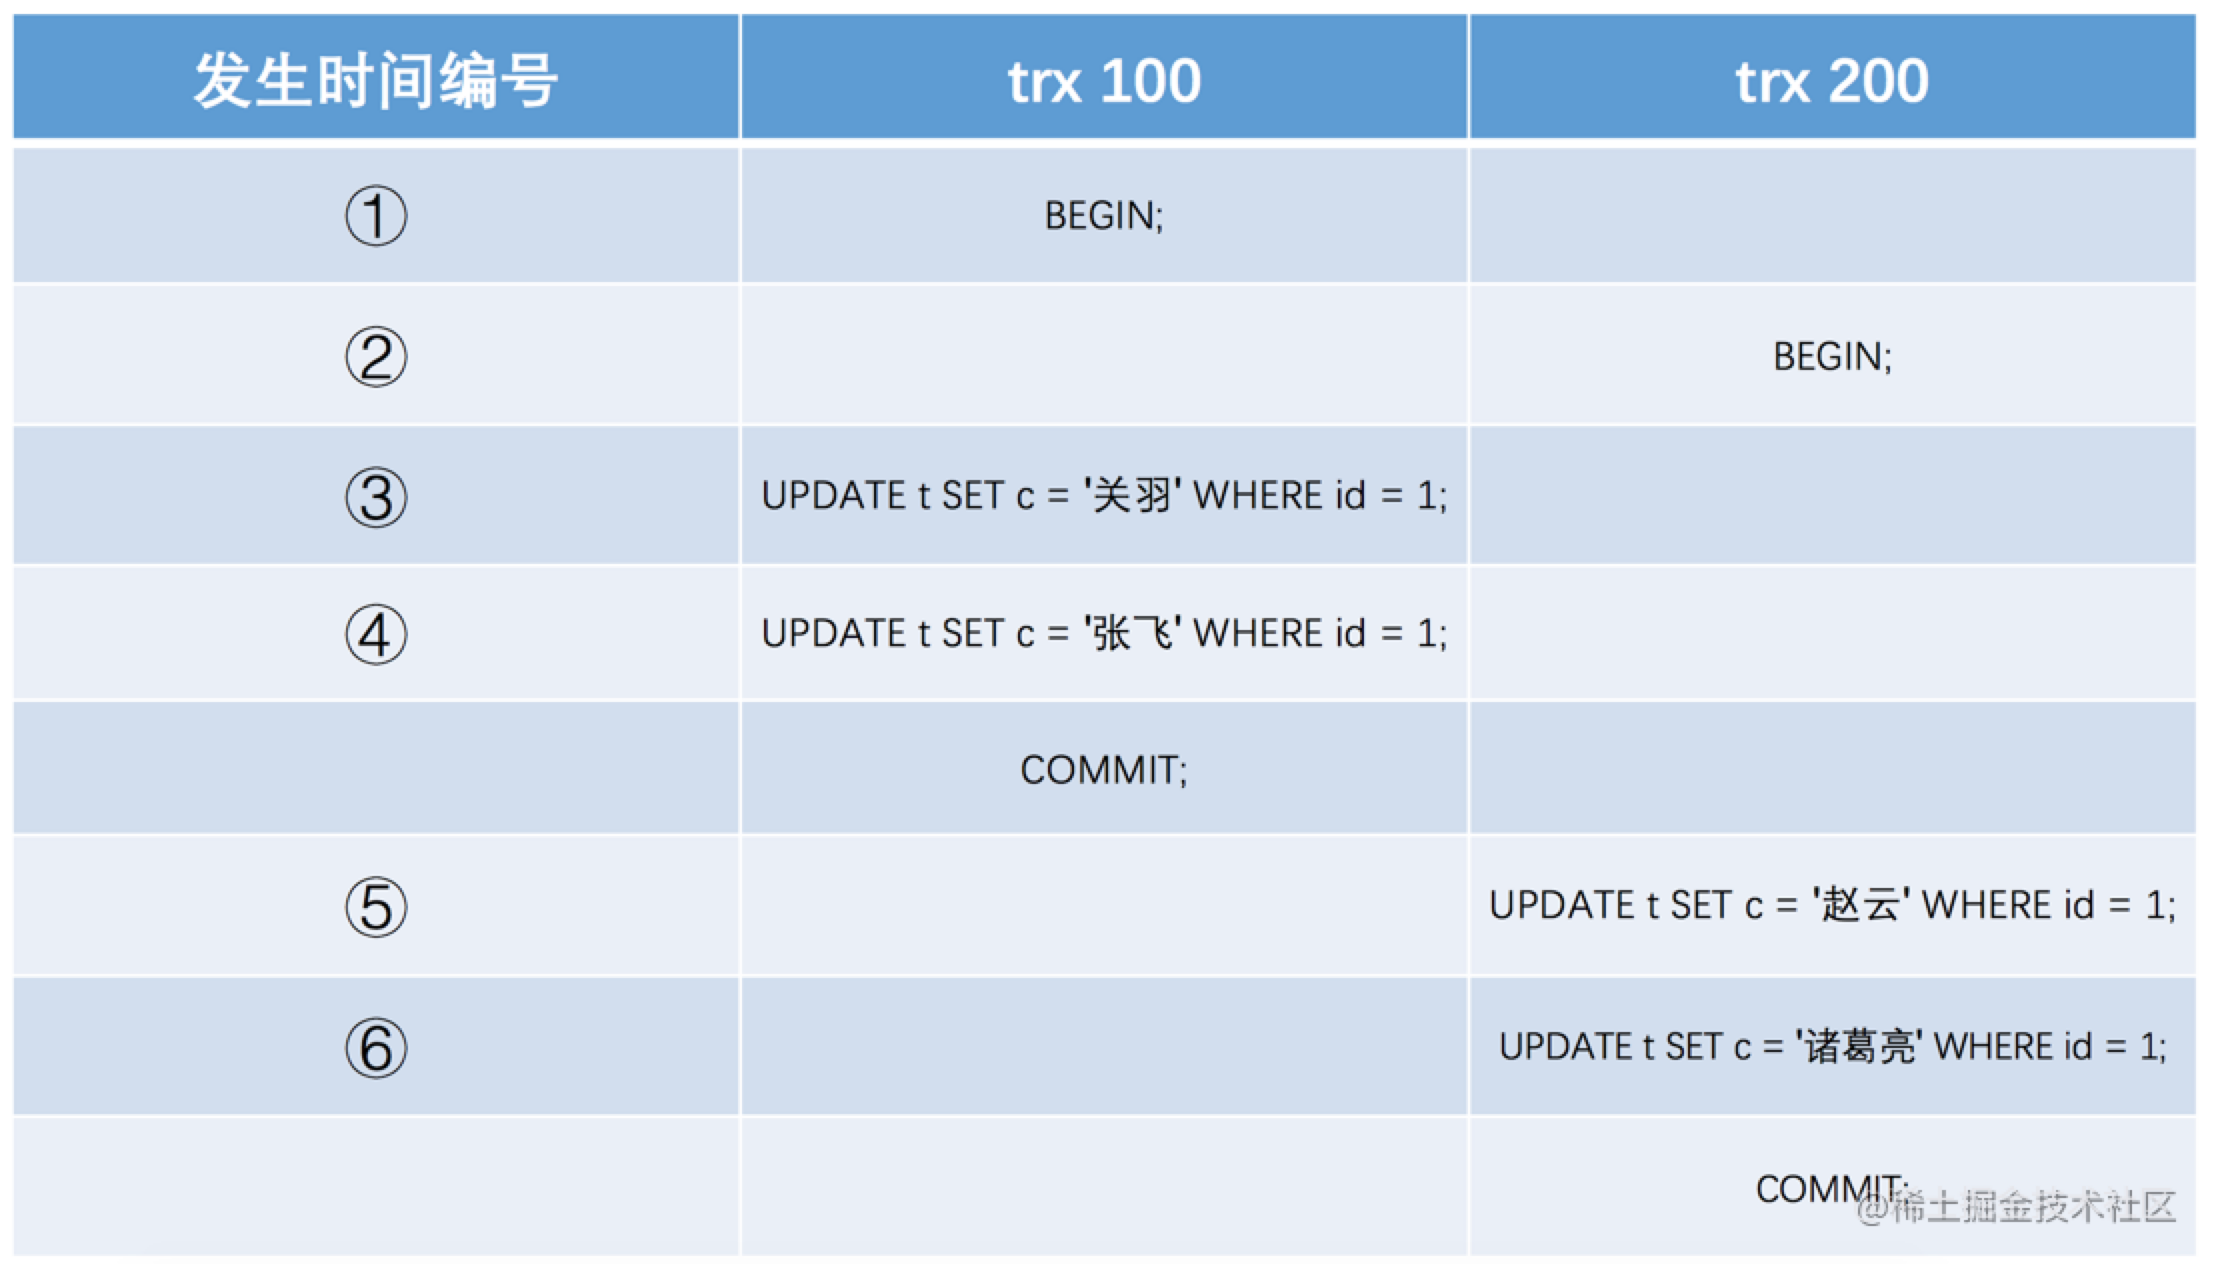 发生时间编号 trx 100 trx 200
① BEGIN;
② BEGIN;
③ UPDATE t SET c = '关羽' WHERE id = 1;
④ UPDATE t SET c = '张飞' WHERE id = 1;
COMMIT;
⑤ UPDATE t SET c = '赵云' WHERE id = 1;
⑥ UPDATE t SET c = '诸葛亮' WHERE id = 1;
COMMIT;
@稀土掘金技术社区